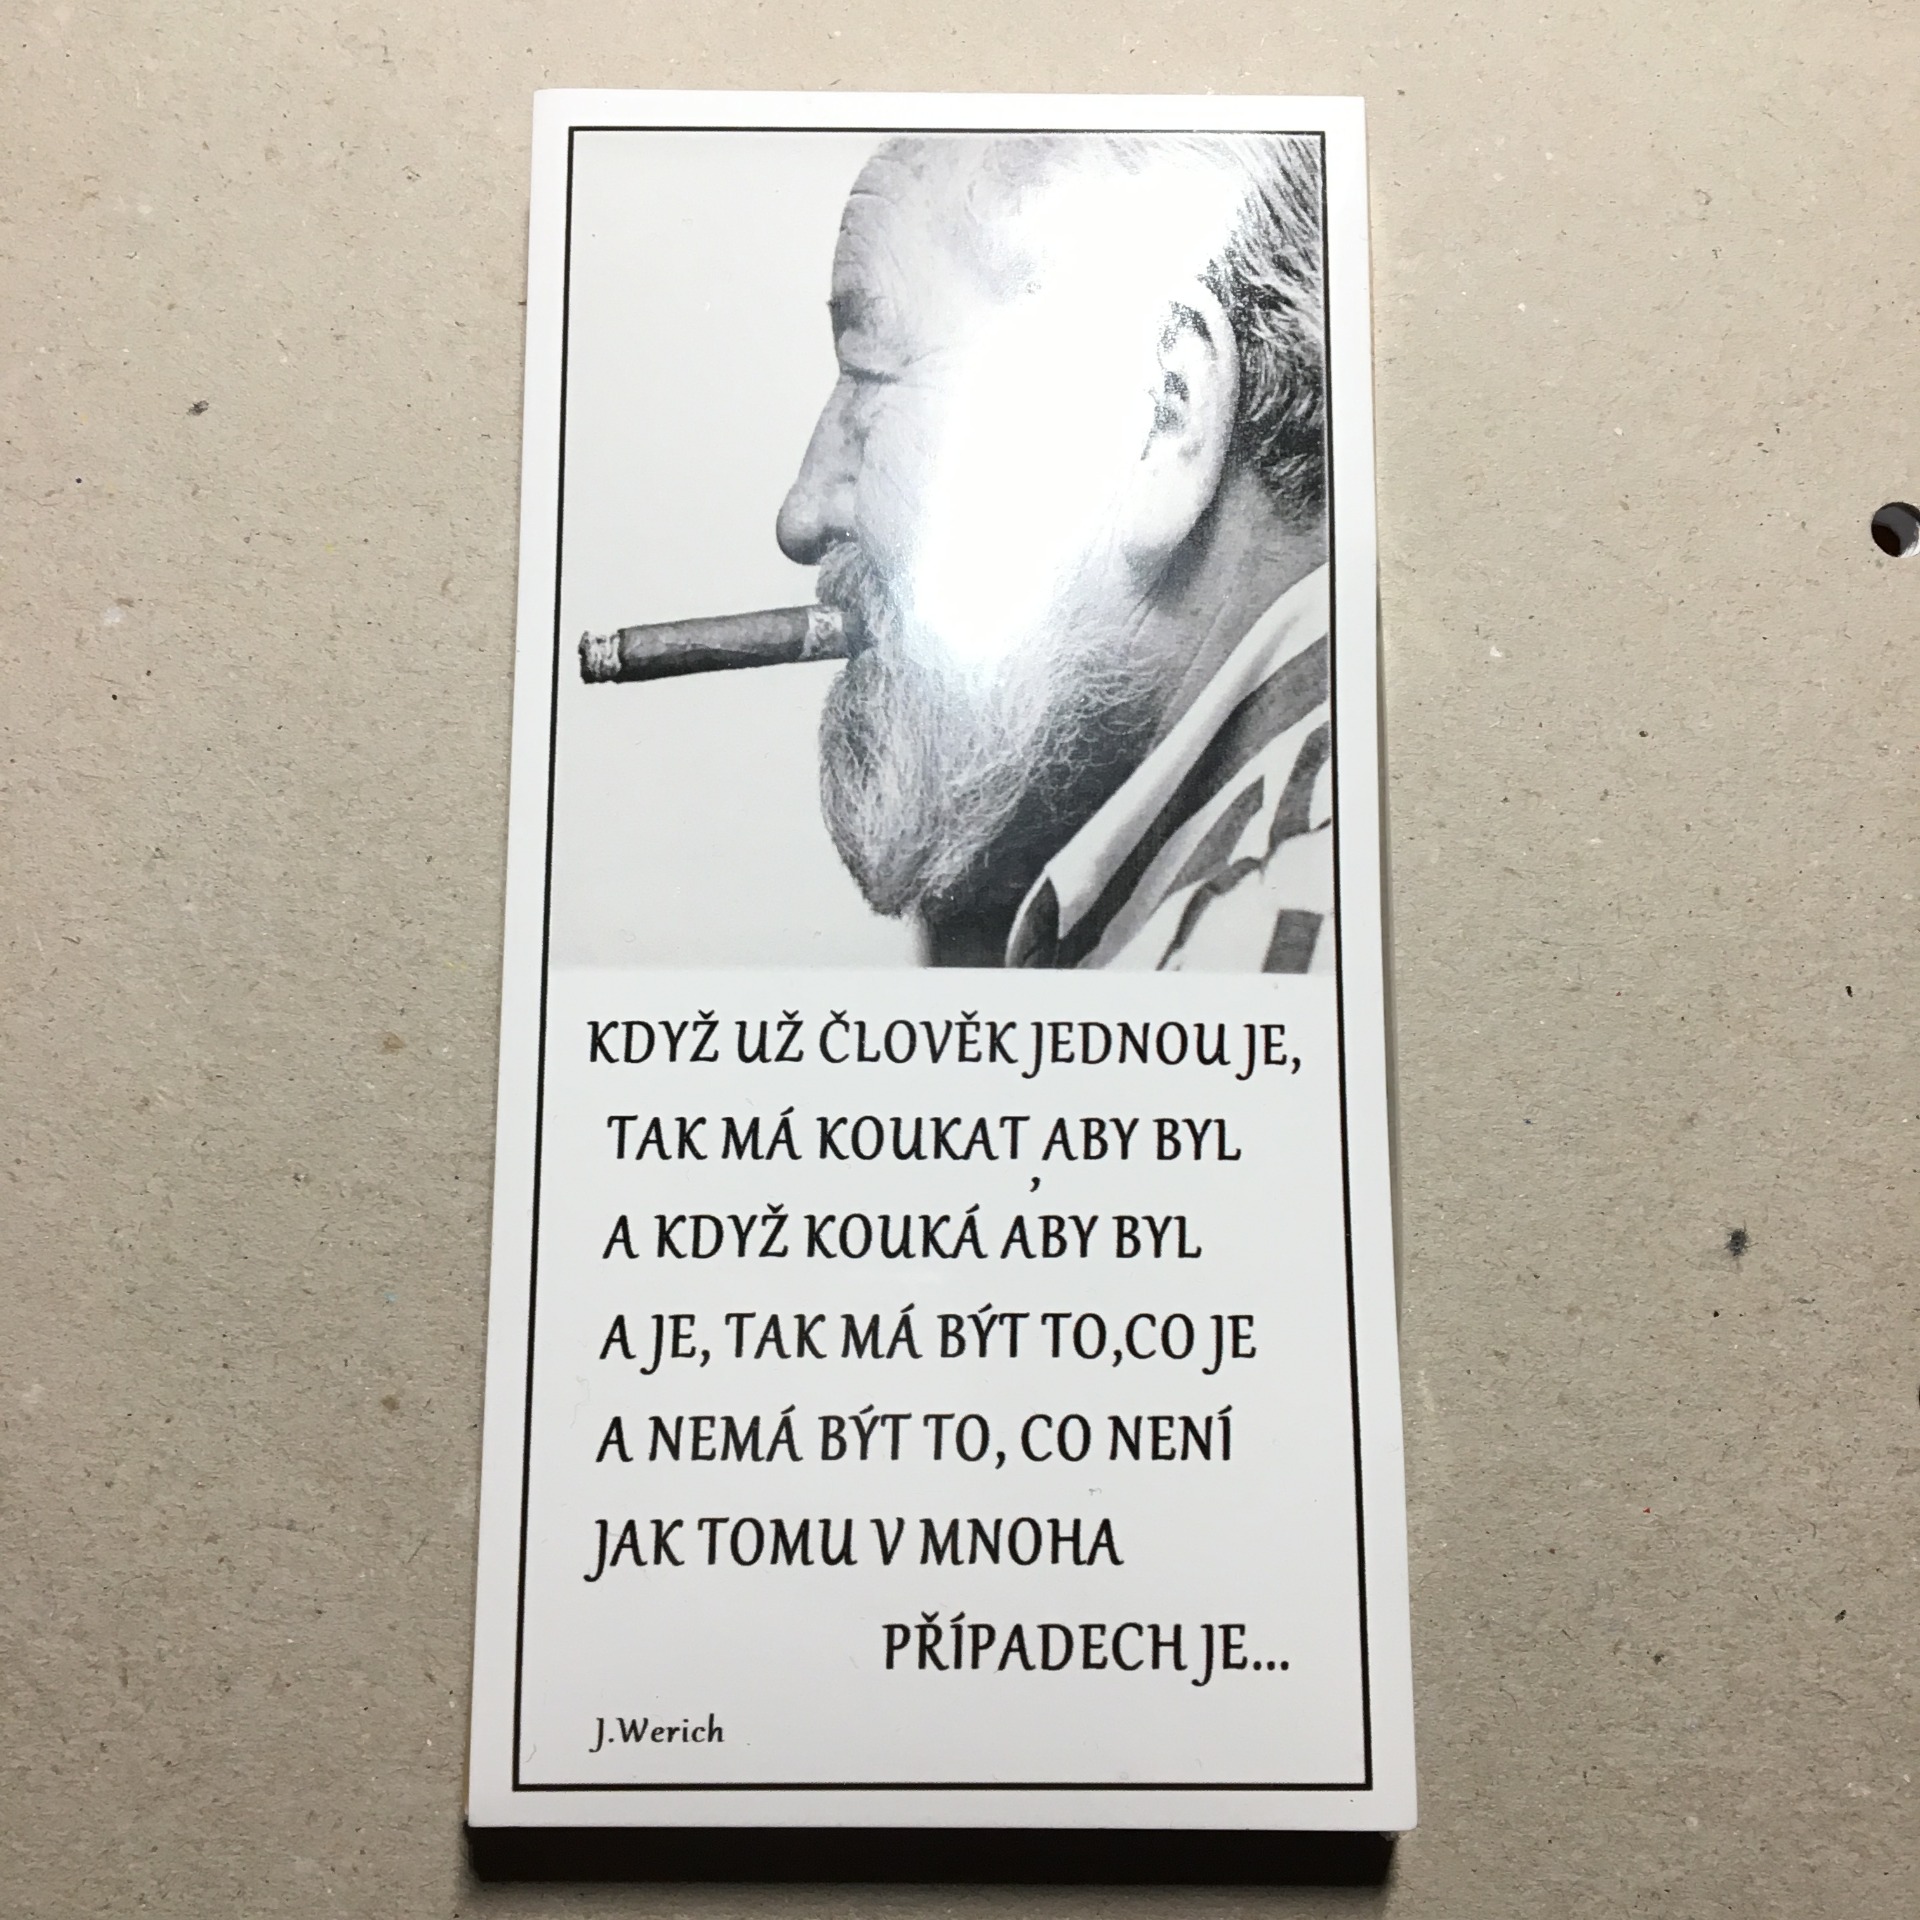 KDYŽ UŽ ČLOVĚK JEDNOU JE,
TAK MÁ KOUKAT, ABY BYL
A KDYŽ KOUKÁ ABY BYL
A JE, TAK MÁ BÝT TO,CO JE
A NEMÁ BÝT TO, CO NENÍ
JAK TOMU V MNOHA
PŘÍPADECH JE...
J.Werich